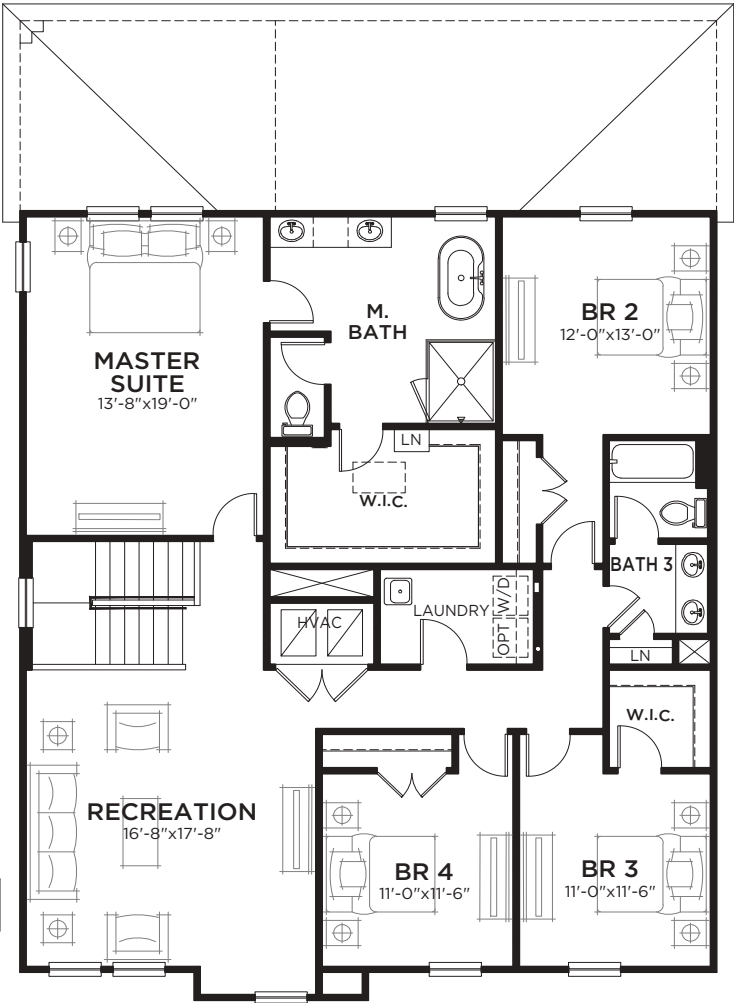 M.
BATH
BR 2
12'-0"x13'-0"
MASTER
SUITE
13'-8"x19'-0"
LN
W.I.C.
BATH 3
HVAC
LAUNDRY
OPT W/D
LN
W.I.C.
RECREATION
16'-8"x17'-8"
BR 4
11'-0"x11'-6"
BR 3
11'-0"x11'-6"